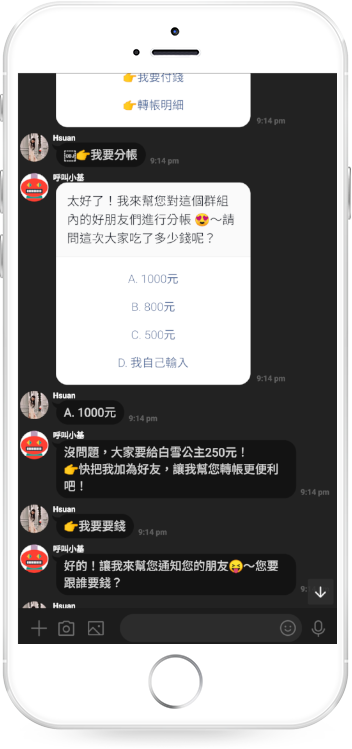 👉我要付錢
👉轉帳明細
9:14 pm
Hsuan
OBJ👉我要分帳
9:14 pm
呼叫小基
太好了！我來幫您對這個群組
內的好朋友們進行分帳 😍～請
問這次大家吃了多少錢呢？
A. 1000元
B. 800元
C. 500元
D. 我自己輸入
9:14 pm
Hsuan
A. 1000元
9:14 pm
呼叫小基
沒問題，大家要給白雪公主250元！
👉快把我加為好友，讓我幫您轉帳更便利
吧！
9:14 pm
Hsuan
👉我要要錢
9:14 pm
呼叫小基
好的！讓我來幫您通知您的朋友😝～您要
跟誰要錢？
9:
Hsuan